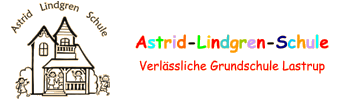 Astrid Lindgren Schule
Astrid-Lindgren-Schule
Verlässliche Grundschule Lastrup